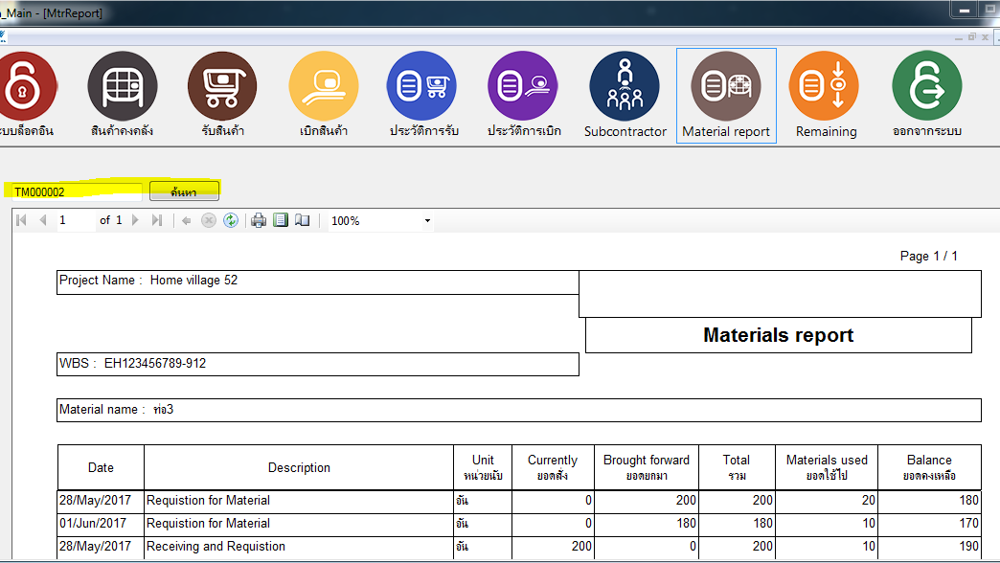 _Main - [MtrReport]
ระบบล็อคอิน สินค้าคงคลัง รับสินค้า เบิกสินค้า ประวัติการรับ ประวัติการเบิก Subcontractor Material report Remaining ออกจากระบบ
TM000002 ค้นหา
1 of 1 100%
Page 1 / 1
Project Name : Home village 52
Materials report
WBS : EH123456789-912
Material name : ท่อ3
Date Description Unit Currently Brought forward Total Materials used Balance
หน่วยนับ ยอดสั่ง ยอดยกมา รวม ยอดใช้ไป ยอดคงเหลือ
28/May/2017 Requistion for Material อัน 0 200 200 20 180
01/Jun/2017 Requistion for Material อัน 0 180 180 10 170
28/May/2017 Receiving and Requistion อัน 200 0 200 10 190